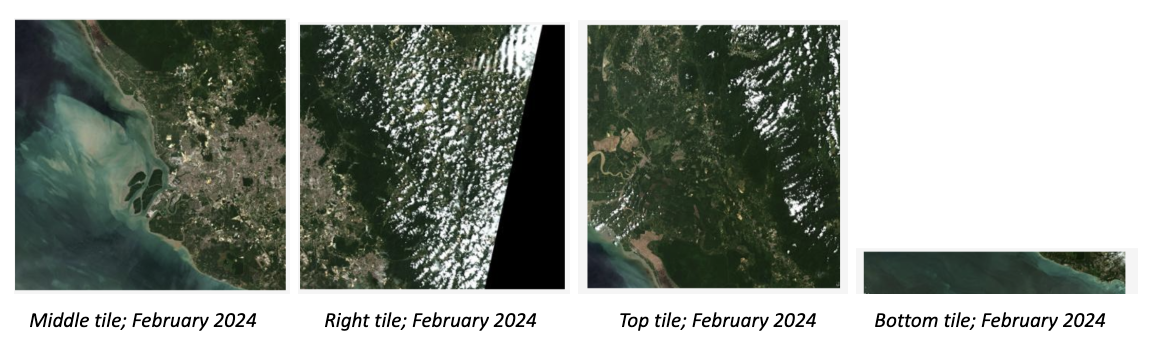 Middle tile; February 2024
Right tile; February 2024
Top tile; February 2024
Bottom tile; February 2024